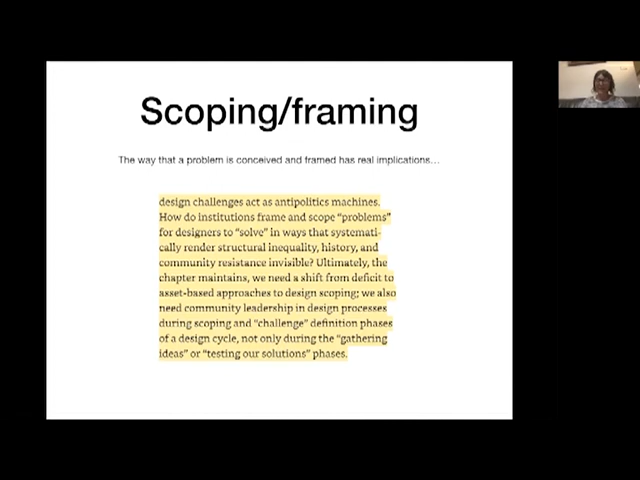 Scoping/framing
The way that a problem is conceived and framed has real implications…
design challenges act as antipolitics machines.
How do institutions frame and scope “problems”
for designers to “solve” in ways that systemati-
cally render structural inequality, history, and
community resistance invisible? Ultimately, the
chapter maintains, we need a shift from deficit to
asset-based approaches to design scoping; we also
need community leadership in design processes
during scoping and “challenge” definition phases
of a design cycle, not only during the “gathering
ideas” or “testing our solutions” phases.